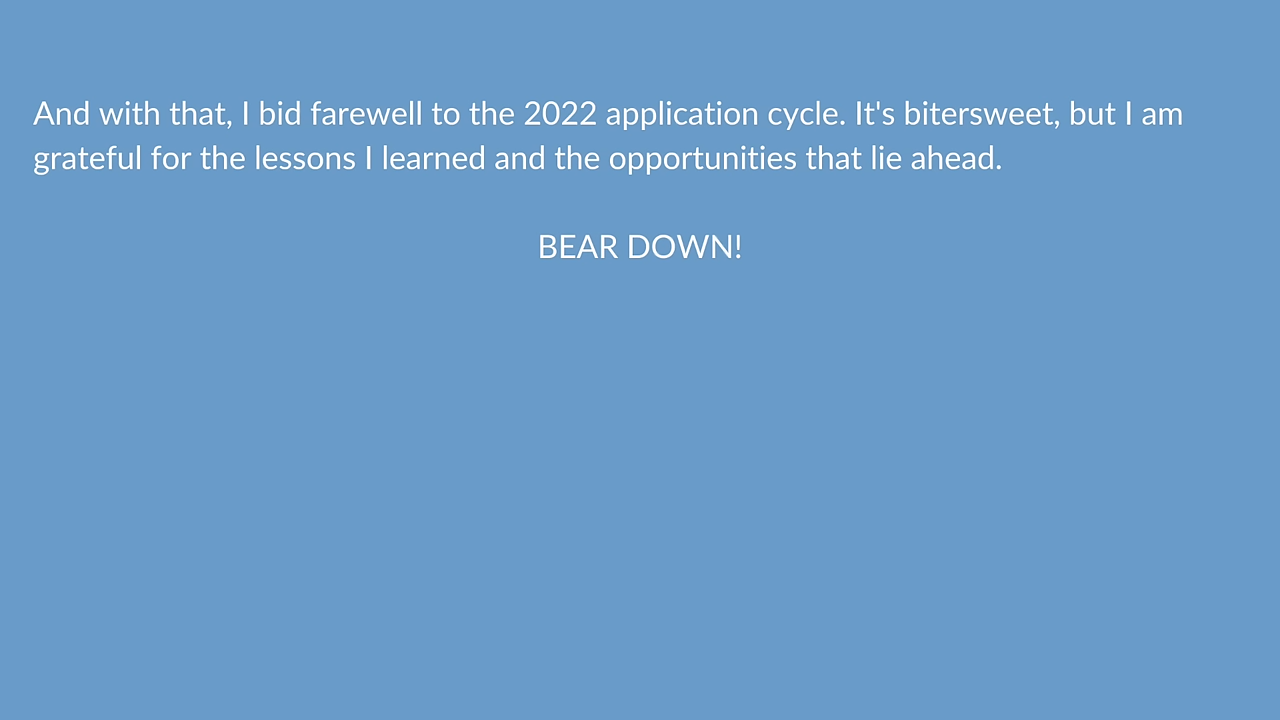 And with that, I bid farewell to the 2022 application cycle. It's bitersweet, but I am
grateful for the lessons I learned and the opportunities that lie ahead.
BEAR DOWN!